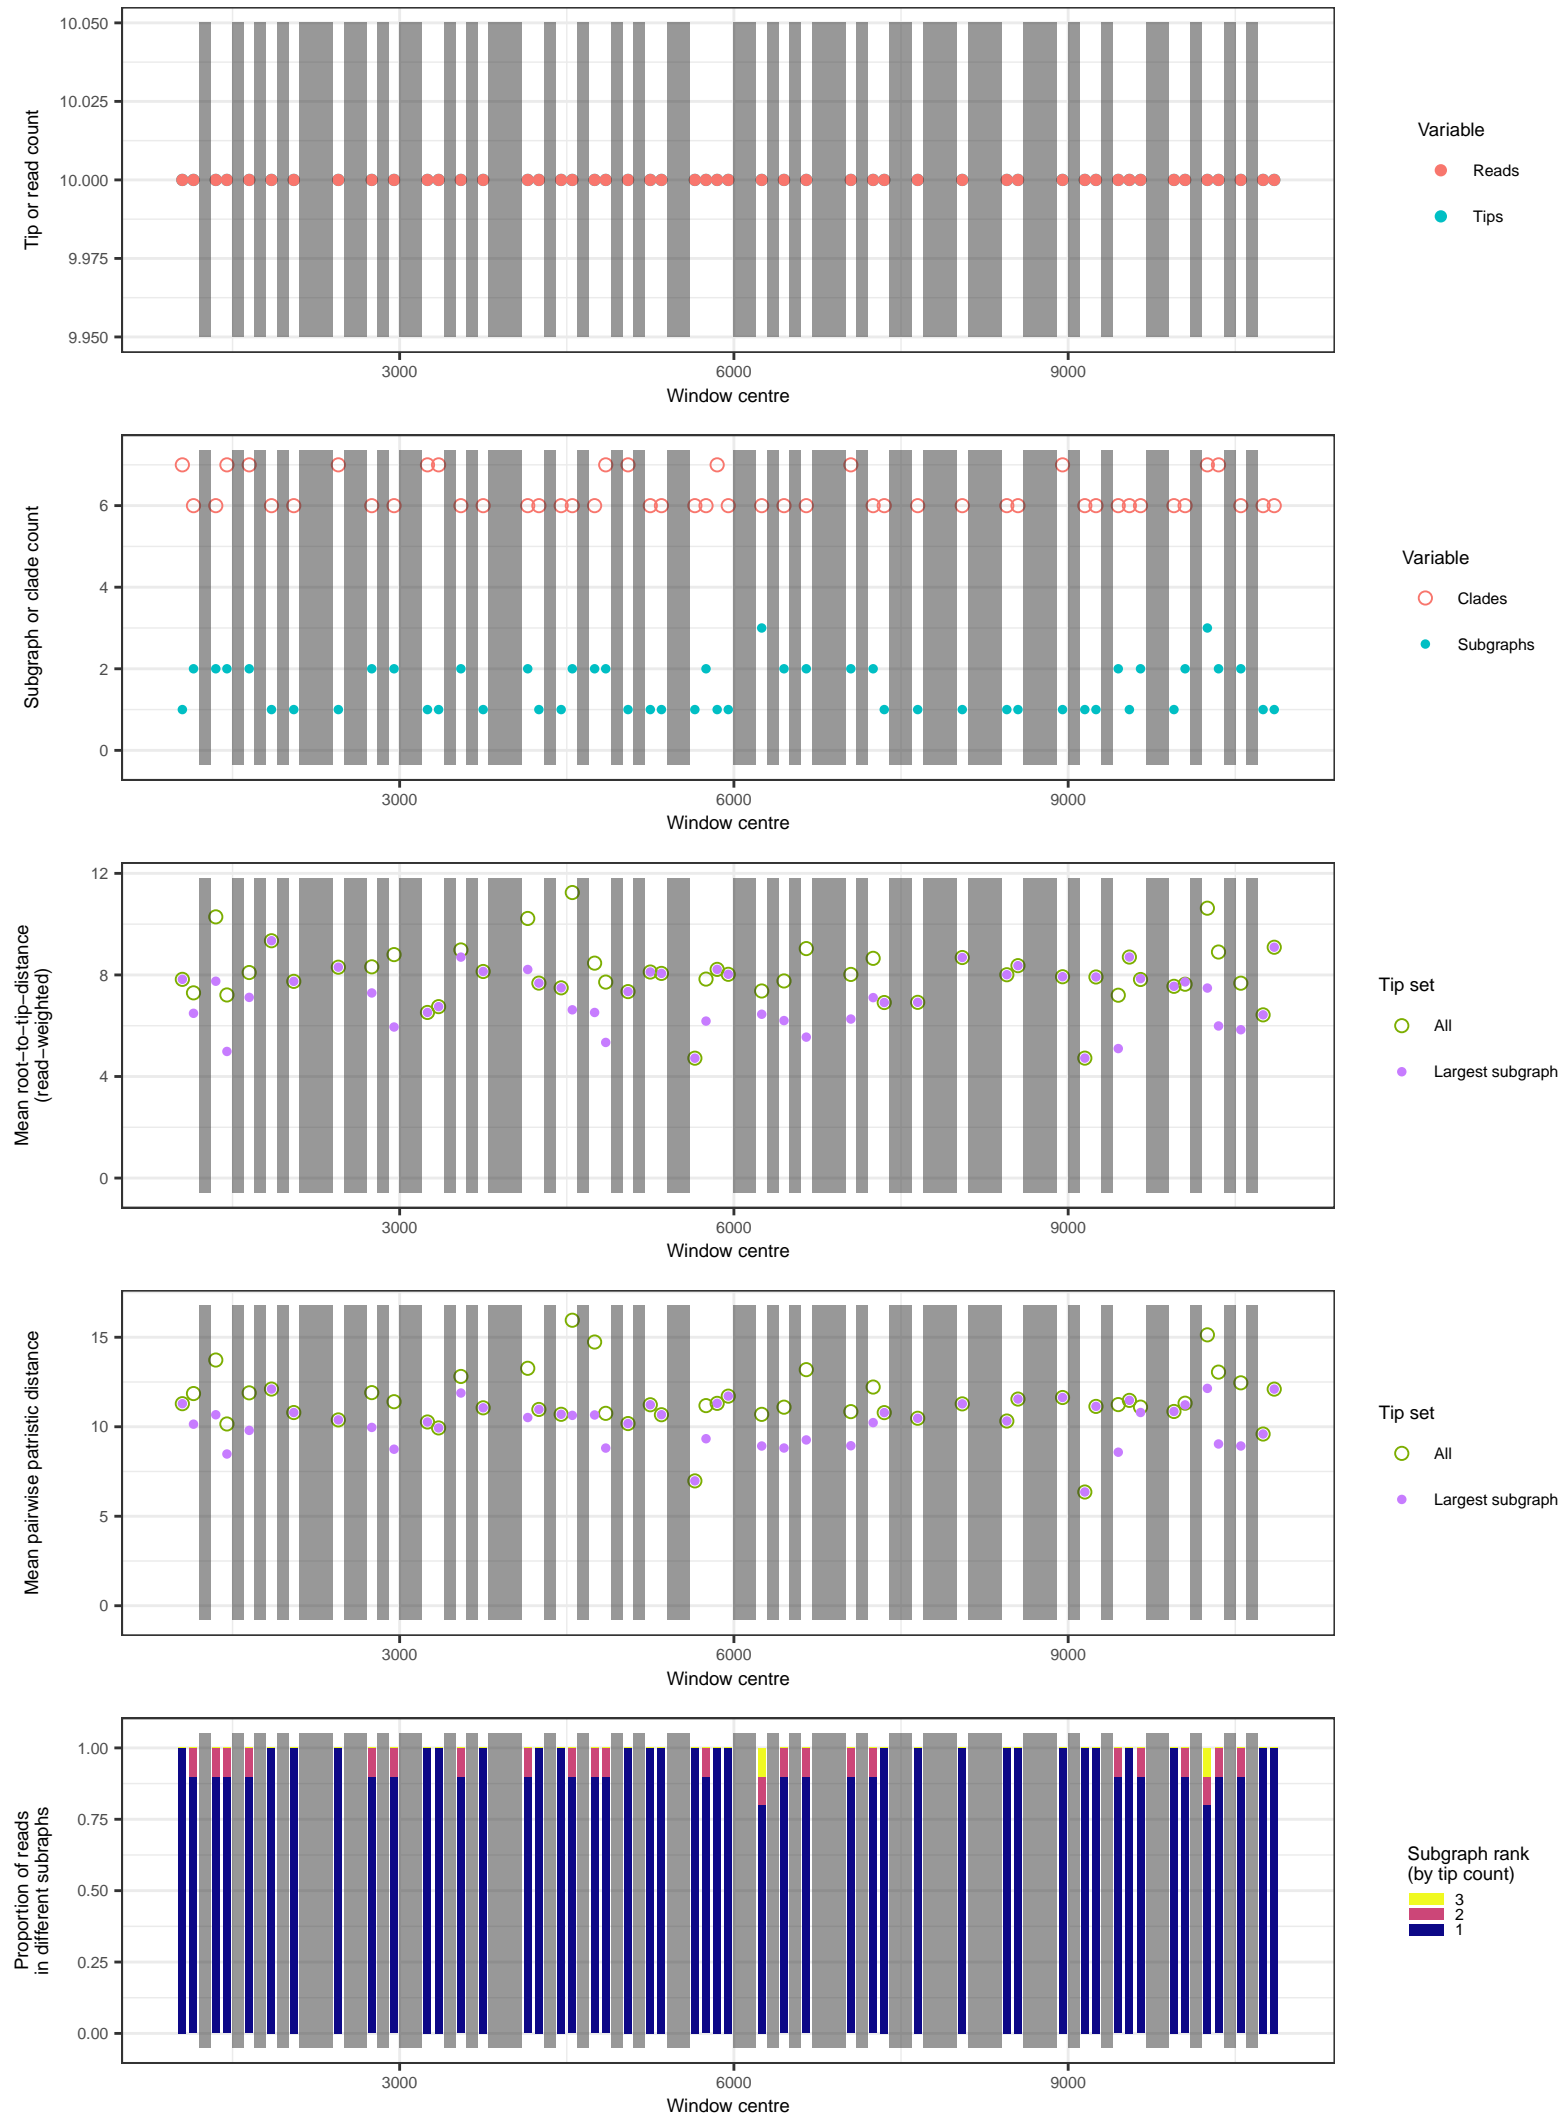 10.050
10.025
10.000
9.975
9.950
Tip or read count
3000
6000
9000
Window centre
Variable
Reads
Tips
6
4
2
0
Subgraph or clade count
3000
6000
9000
Window centre
Variable
Clades
Subgraphs
12
8
4
0
Mean root−to−tip−distance
(read−weighted)
3000
6000
9000
Window centre
Tip set
All
Largest subgraph
15
10
5
0
Mean pairwise patristic distance
3000
6000
9000
Window centre
Tip set
All
Largest subgraph
1.00
0.75
0.50
0.25
0.00
Proportion of reads
in different subraphs
3000
6000
9000
Window centre
Subgraph rank
(by tip count)
3
2
1